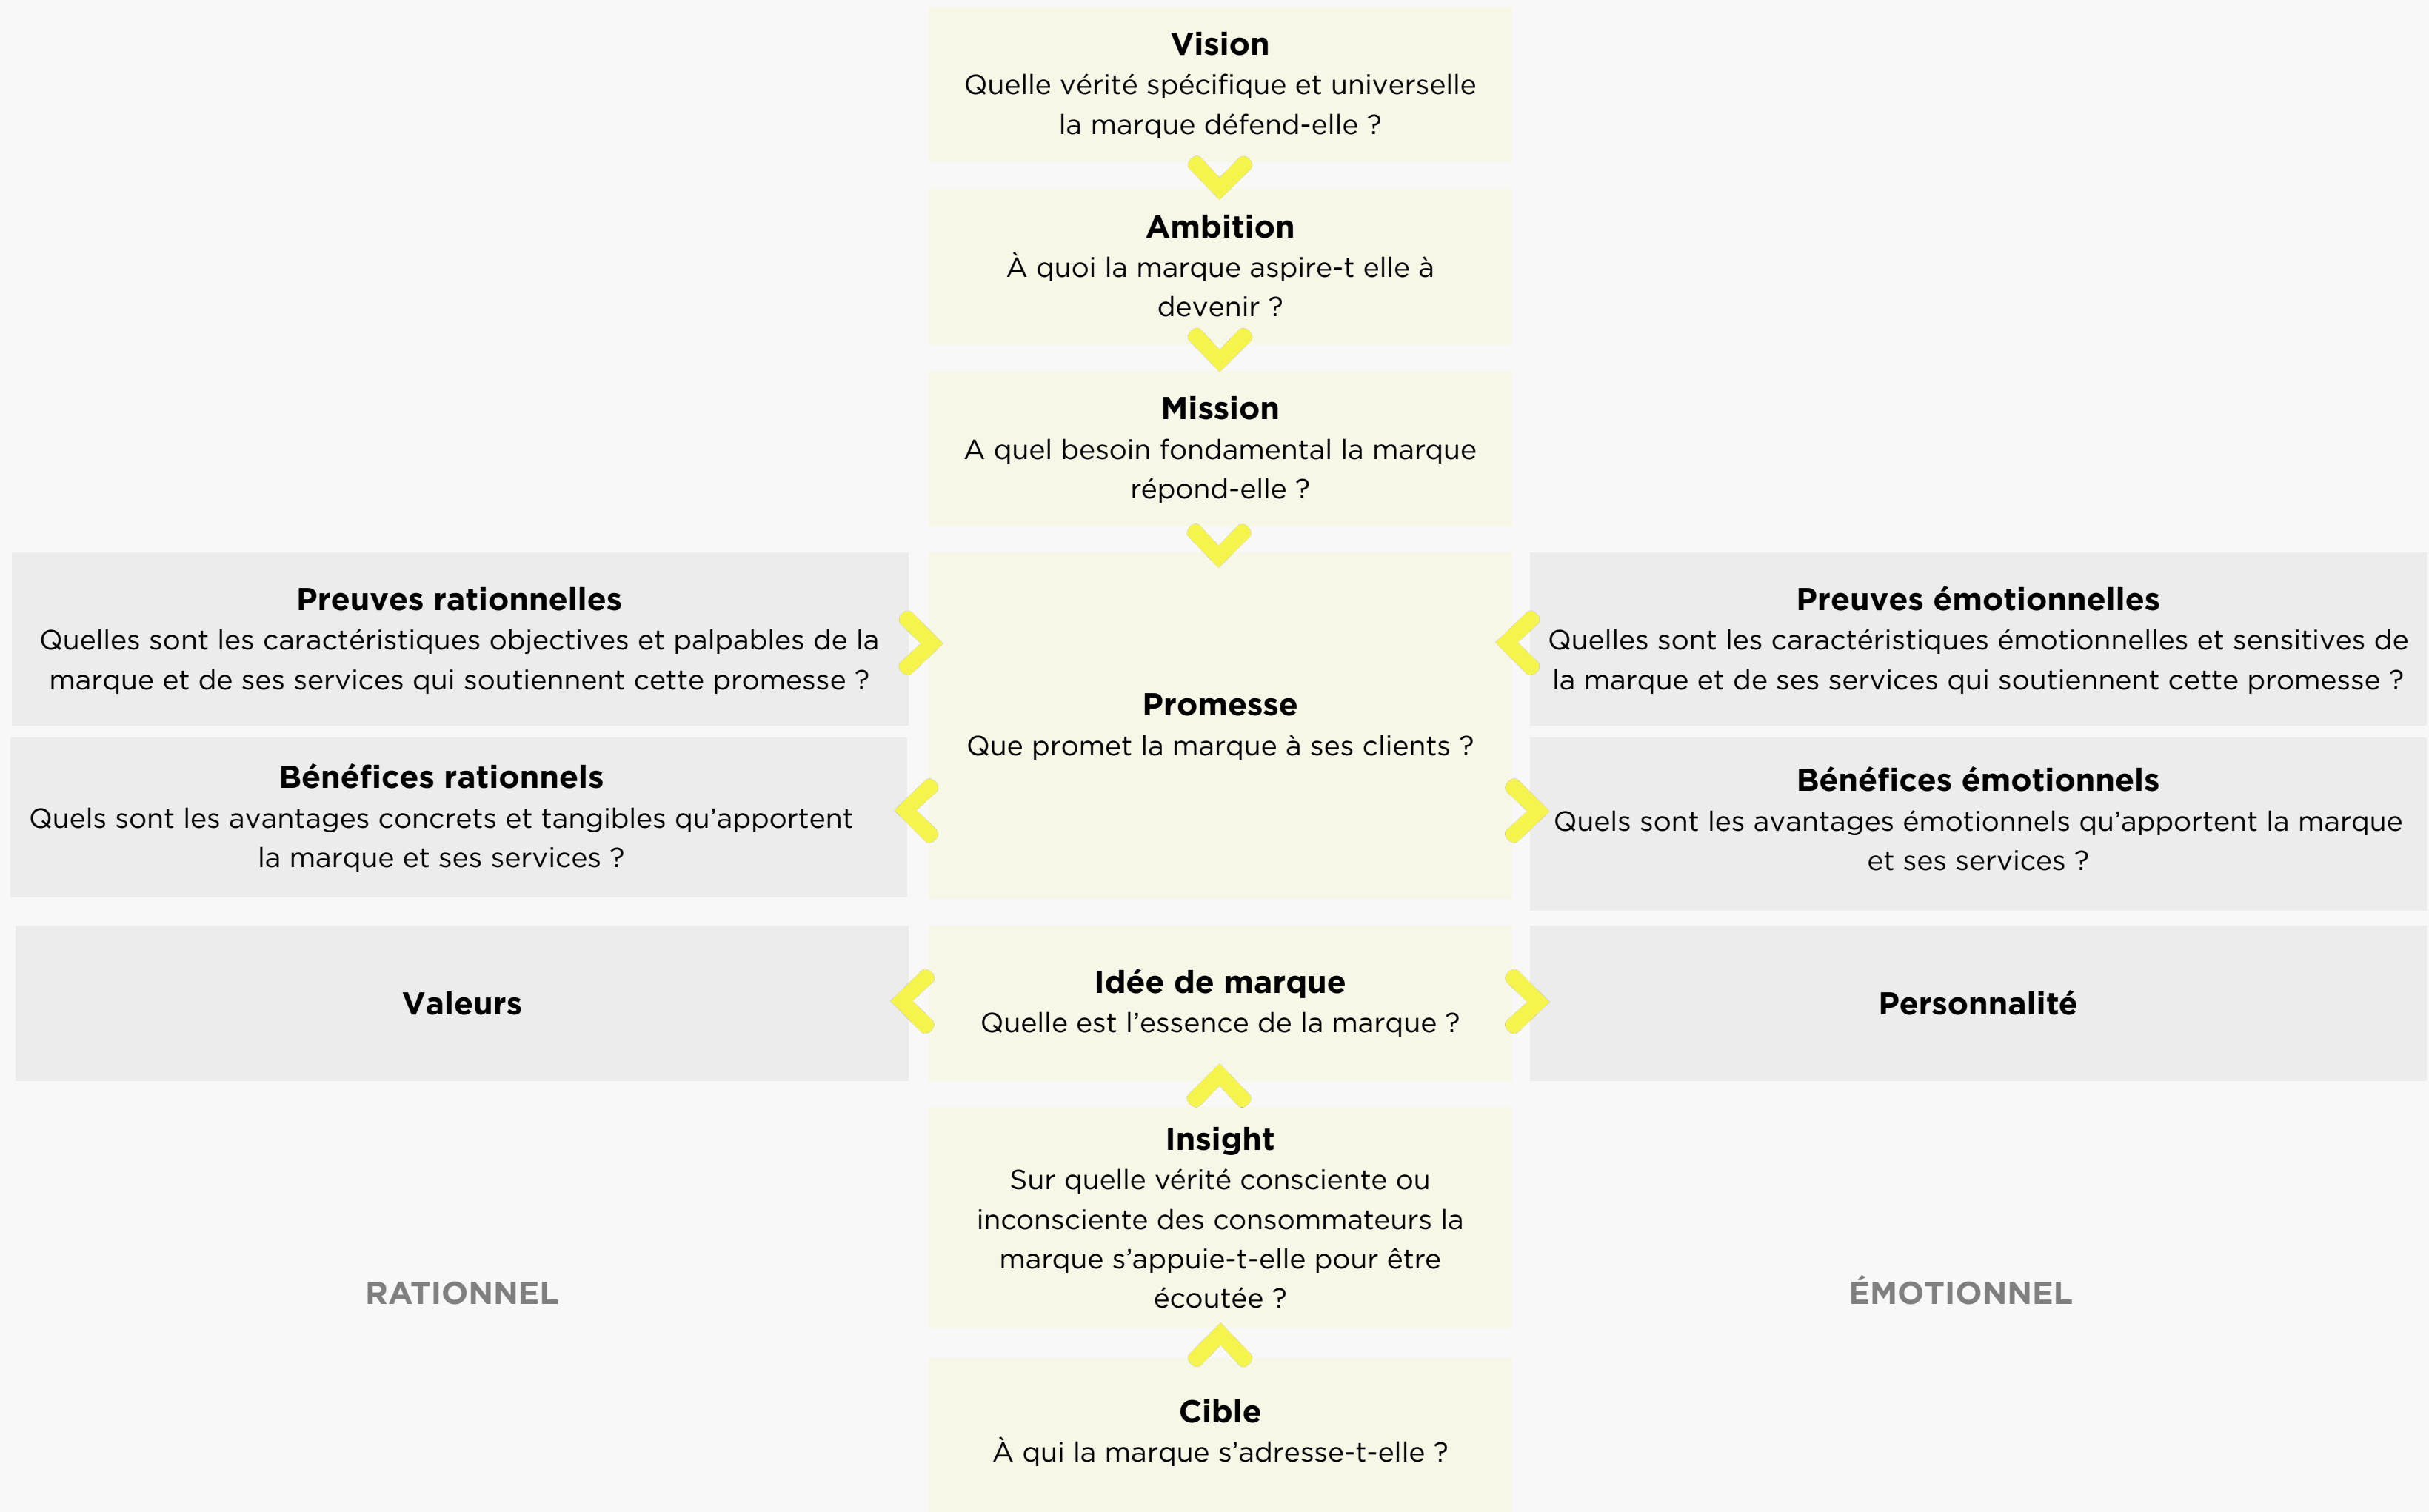 Vision
Quelle vérité spécifique et universelle
la marque défend-elle ?
Ambition
À quoi la marque aspire-t elle à
devenir ?
Mission
A quel besoin fondamental la marque
répond-elle ?
Preuves rationnelles
Quelles sont les caractéristiques objectives et palpables de la
marque et de ses services qui soutiennent cette promesse ?
Promesse
Que promet la marque à ses clients ?
Preuves émotionnelles
Quelles sont les caractéristiques émotionnelles et sensitives de
la marque et de ses services qui soutiennent cette promesse ?
Bénéfices rationnels
Quels sont les avantages concrets et tangibles qu’apportent
la marque et ses services ?
Bénéfices émotionnels
Quels sont les avantages émotionnels qu’apportent la marque
et ses services ?
Valeurs
Idée de marque
Quelle est l’essence de la marque ?
Personnalité
Insight
Sur quelle vérité consciente ou
inconsciente des consommateurs la
marque s’appuie-t-elle pour être
écoutée ?
RATIONNEL
ÉMOTIONNEL
Cible
À qui la marque s’adresse-t-elle ?